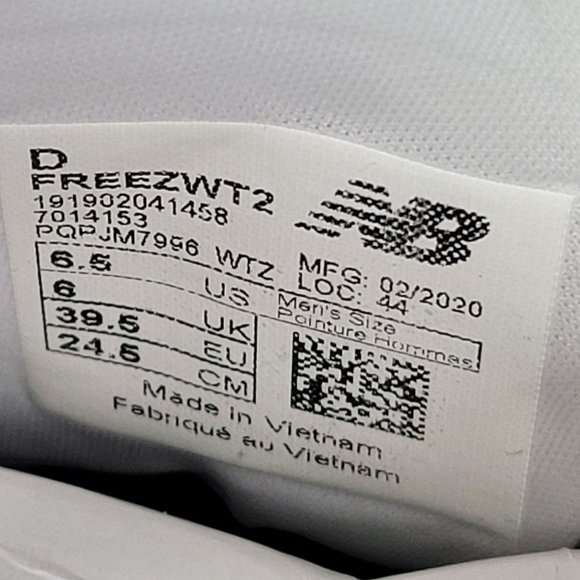 D
FREEZWT2
191902041458
7014153
PQPJM7996 WTZ
NB
MFG: 02/2020
LOC: 44
6.5 US
6 UK
39.5 EU
24.5 CM
Men's Size
Pointure Hommes
Made in Vietnam
Fabriqué au Vietnam